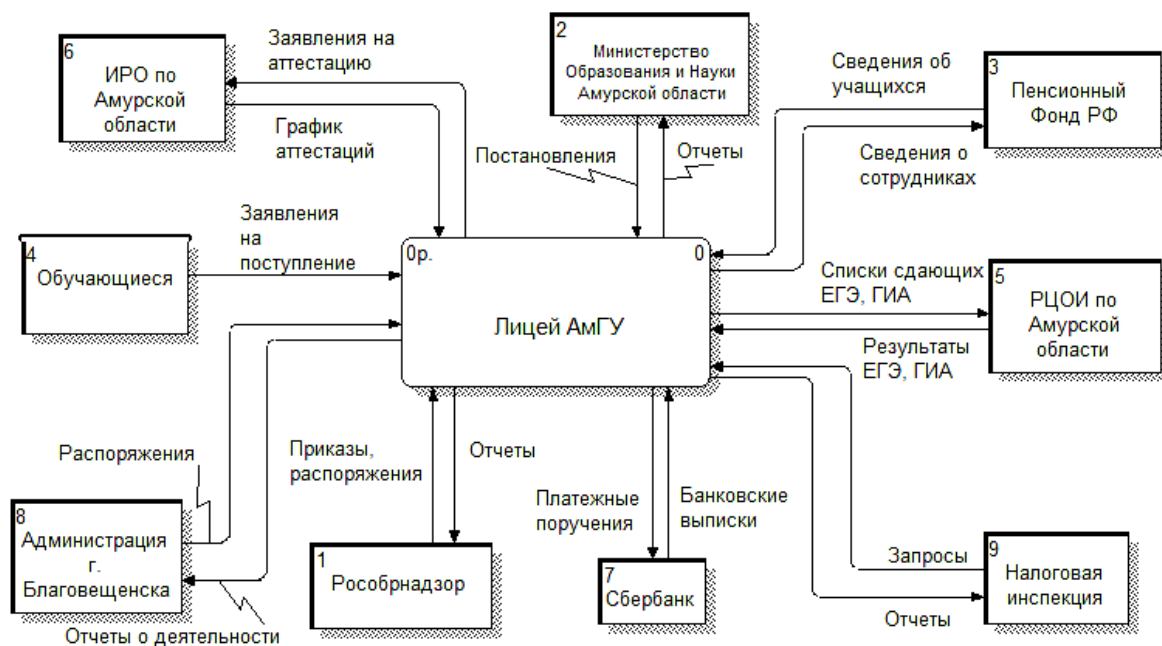 6
ИРО по
Амурской
области
Заявления на
аттестацию
График
аттестаций
2
Министерство
Образования и Науки
Амурской области
Постановления
Отчеты
Сведения об
учащихся
3
Пенсионный
Фонд РФ
Сведения о
сотрудниках
4
Обучающиеся
Заявления
на
поступление
0р.
0
Лицей АмГУ
Списки сдающих
ЕГЭ, ГИА
5
РЦОИ по
Амурской
области
Результаты
ЕГЭ, ГИА
Распоряжения
8
Администрация
г.
Благовещенска
Отчеты о деятельности
Приказы,
распоряжения
Отчеты
1
Рособрнадзор
Платежные
поручения
Банковские
выписки
7
Сбербанк
Запросы
9
Налоговая
инспекция
Отчеты